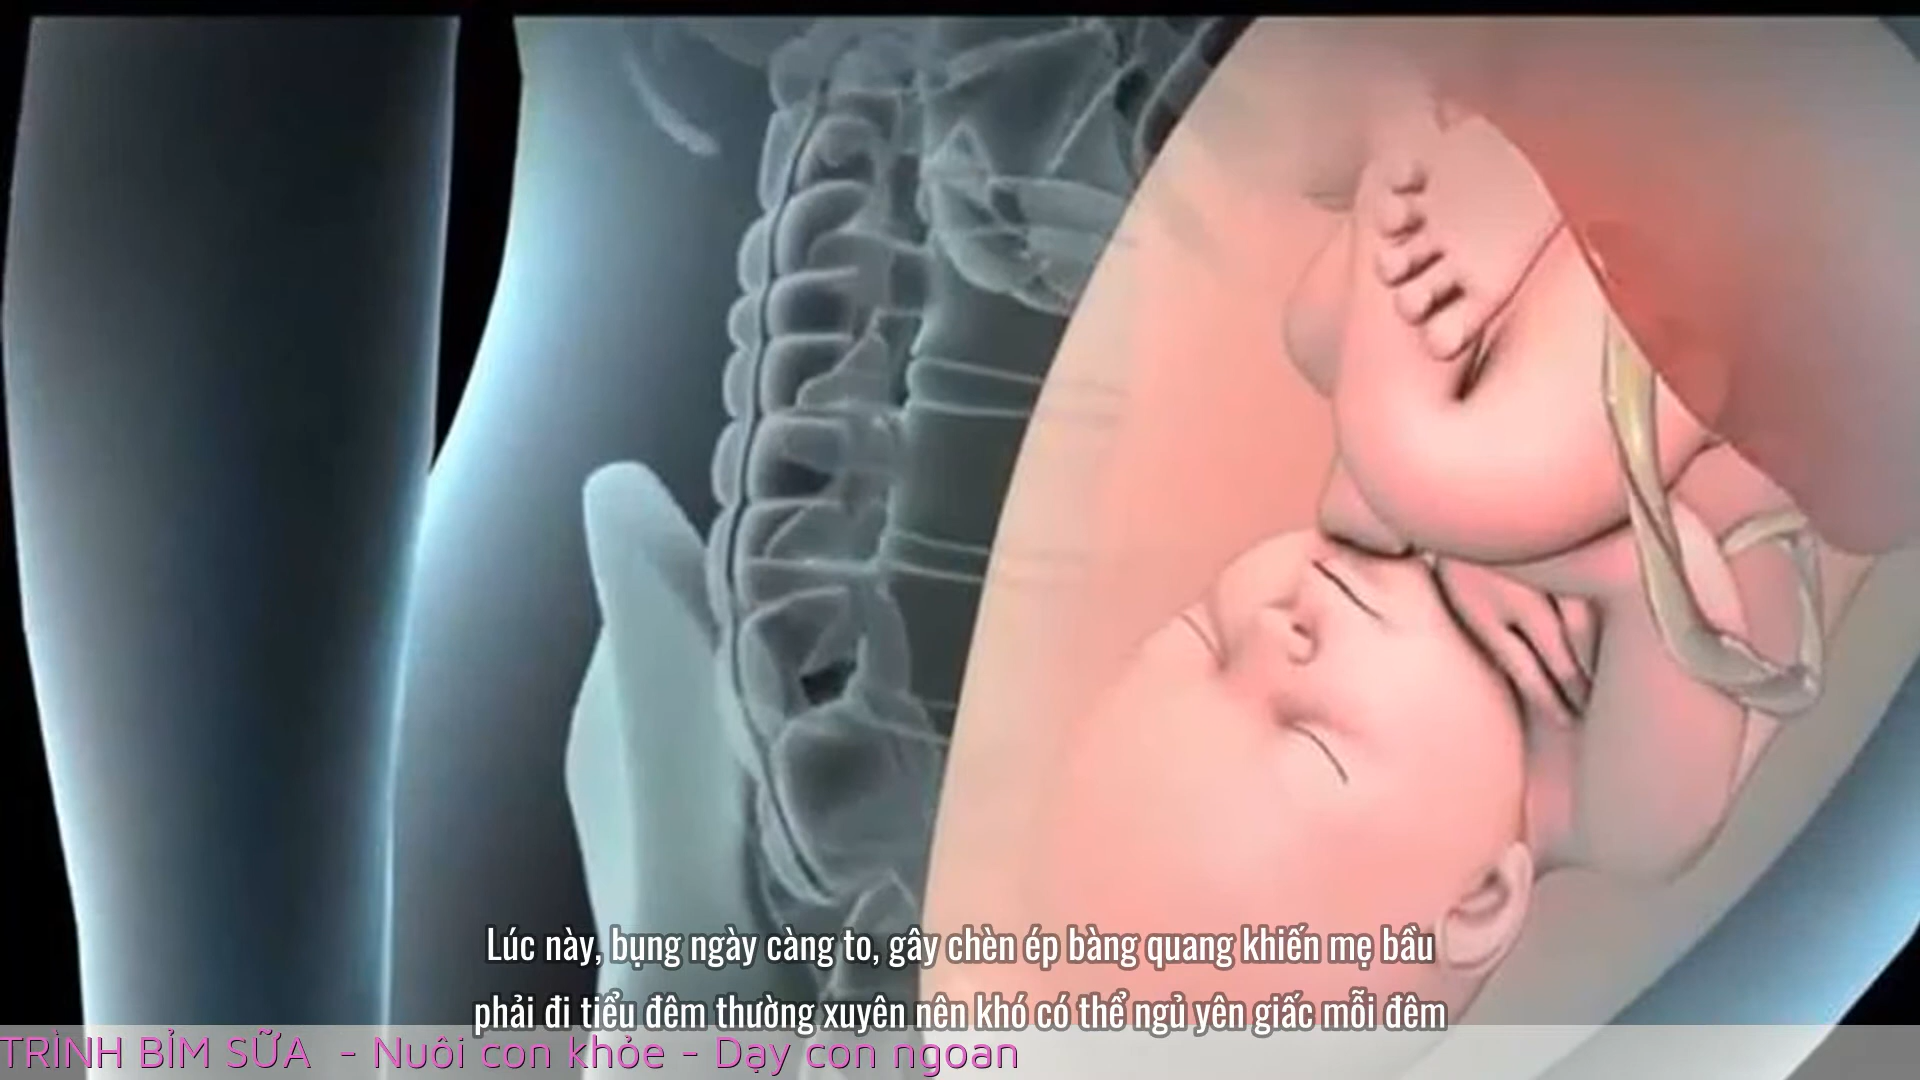 Lúc này, bụng ngày càng to, gây chèn ép bàng quang khiến mẹ bầu
phải đi tiểu đêm thường xuyên nên khó có thể ngủ yên giấc mỗi đêm
TRÌNH BỈM SỮA - Nuôi con khỏe - Dạy con ngoan